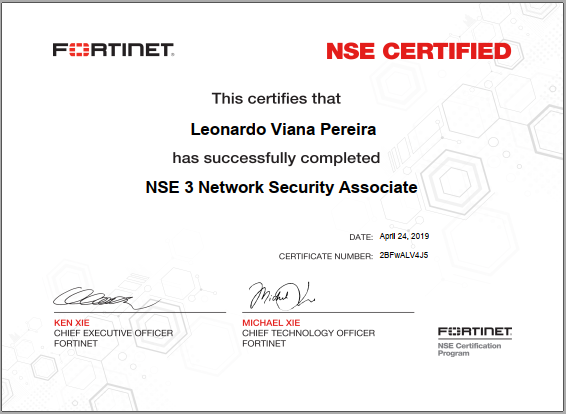 FORTINET
NSE CERTIFIED
This certifies that
Leonardo Viana Pereira
has successfully completed
NSE 3 Network Security Associate
DATE: April 24, 2019
CERTIFICATE NUMBER: 2BFwALV4J5
KEN XIE
CHIEF EXECUTIVE OFFICER
FORTINET
MICHAEL XIE
CHIEF TECHNOLOGY OFFICER
FORTINET
FORTINET
NSE Certification
Program